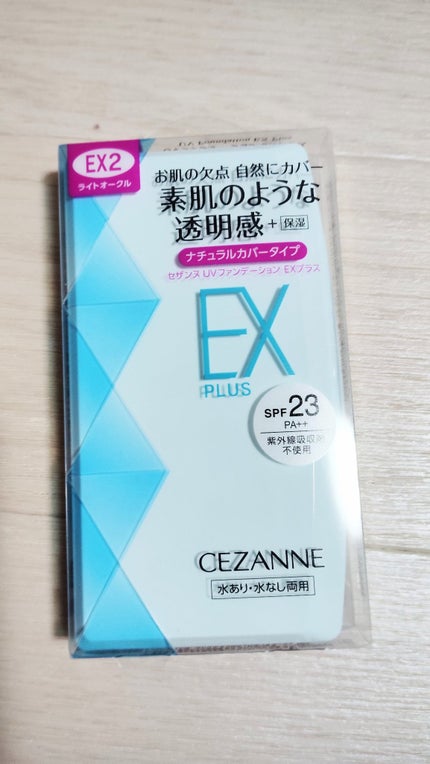 EX2
ライトオークル
お肌の欠点 自然にカバー
素肌のような
透明感+保湿
ナチュラルカバータイプ
セザンヌ UVファンデーション EXプラス
EX
PLUS
SPF 23
PA++
紫外線吸収剤
不使用
CEZANNE
水あり・水なし両用